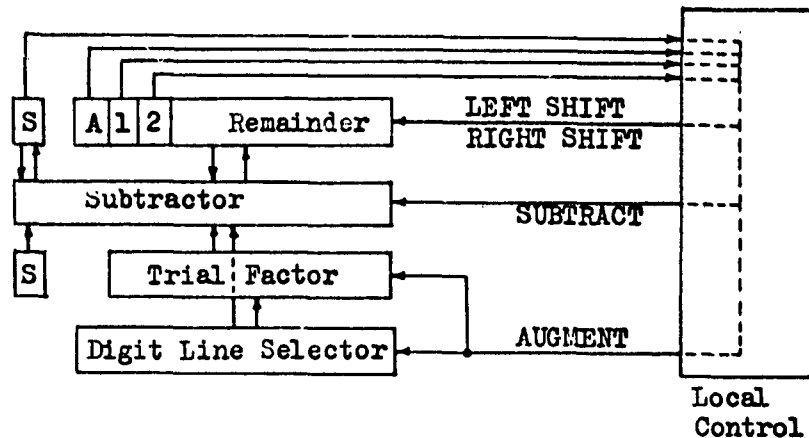 S A 1 2 Remainder
LEFT SHIFT
RIGHT SHIFT
Subtractor
SUBTRACT
S Trial Factor
Digit Line Selector
AUGMENT
Local
Control